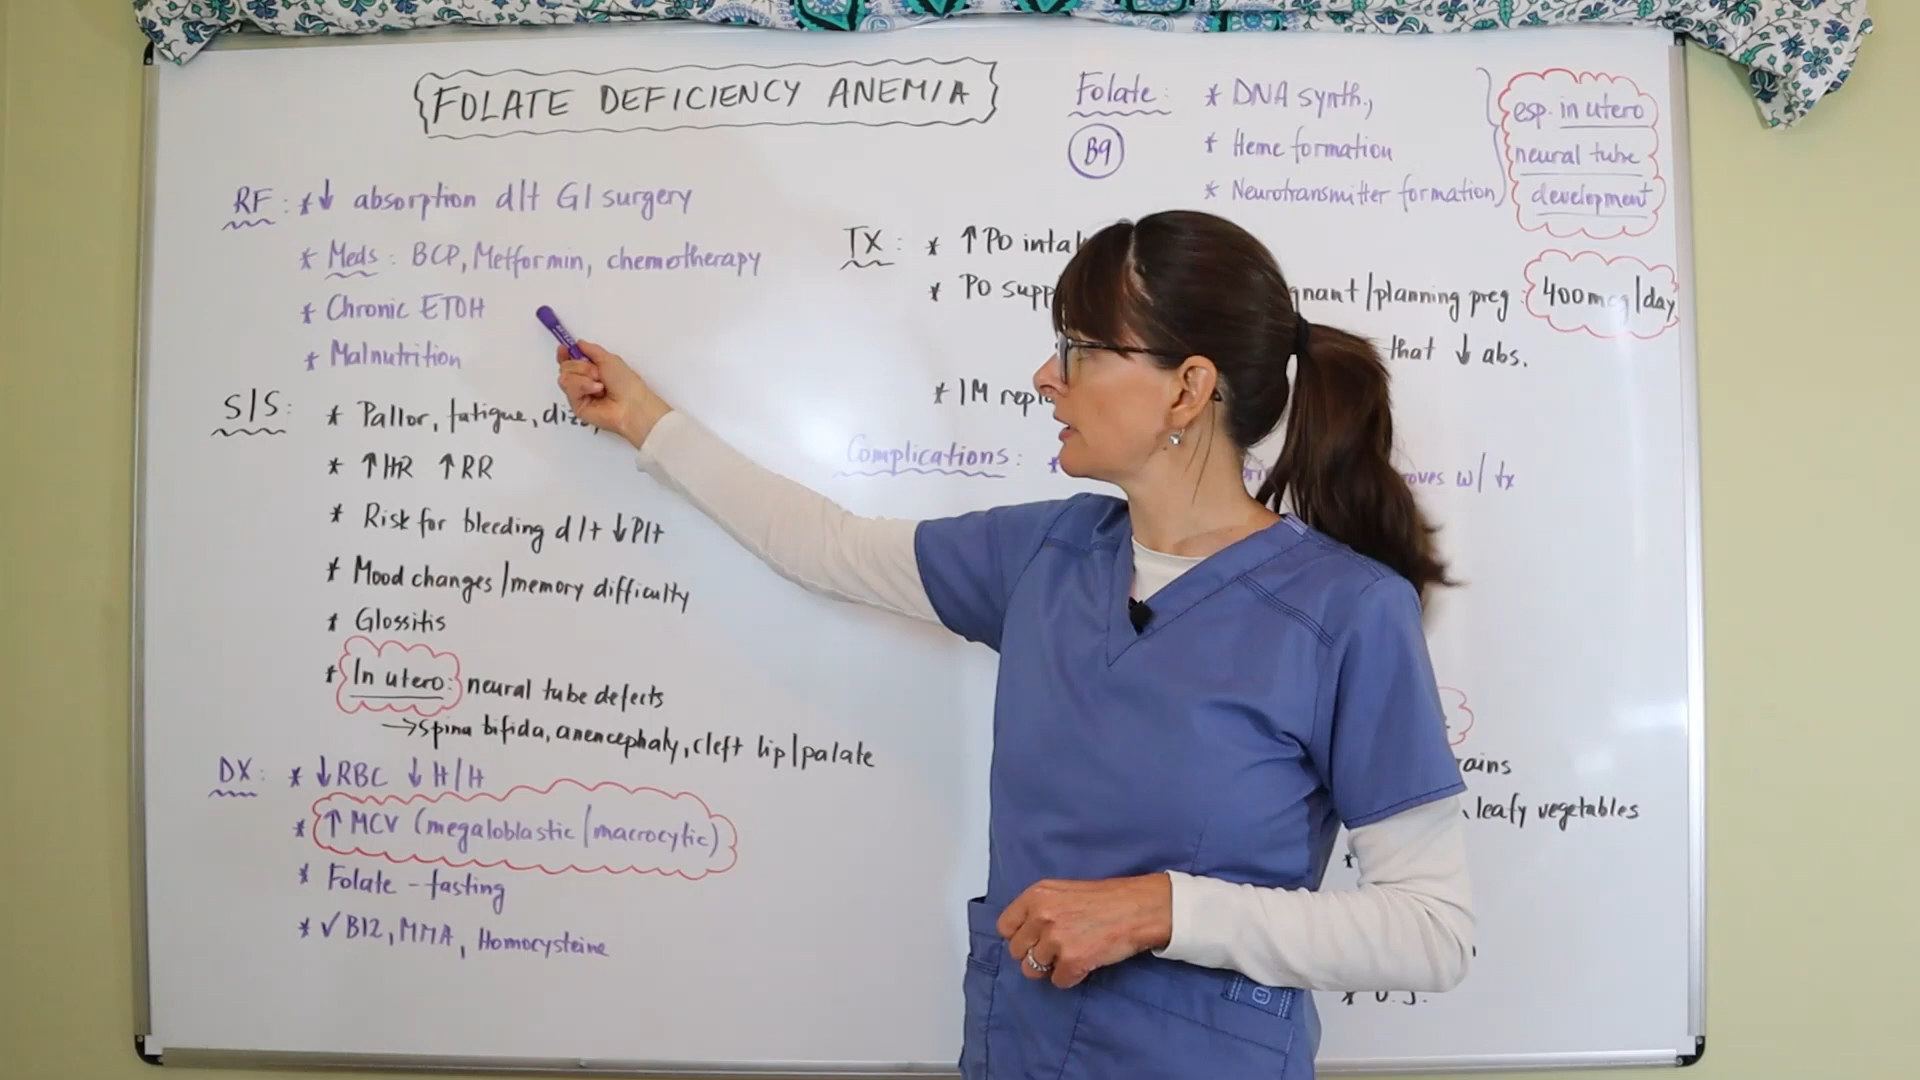 FOLATE DEFICIENCY ANEMIA
RF: * ↓ absorption d/t GI surgery
* Meds: BCP, Metformin, chemotherapy
* Chronic ETOH
* Malnutrition
S/S: * Pallor, fatigue,
* ↑HR ↑RR
* Risk for bleeding d/t ↓Plt
* Mood changes/memory difficulty
* Glossitis
* In utero: neural tube defects
→ spina bifida, anencephaly, cleft lip/palate
DX: * ↓RBC ↓H/H
* ↑MCV (megaloblastic/macrocytic)
* Folate - fasting
* ✓B12, MMA, Homocysteine
Folate: * DNA synth.,
B9
* Heme formation
* Neurotransmitter formation
esp. in utero
neural tube
development
TX: * ↑PO
* PO /planning preg: 400mcg/day
that ↓ abs.
* IM
Complications: * w/ tx
leafy vegetables